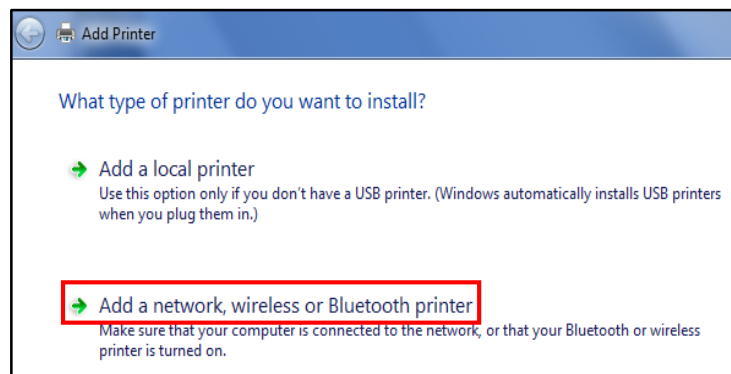 Add Printer
What type of printer do you want to install?
Add a local printer
Use this option only if you don't have a USB printer. (Windows automatically installs USB printers
when you plug them in.)
Add a network, wireless or Bluetooth printer
Make sure that your computer is connected to the network, or that your Bluetooth or wireless
printer is turned on.